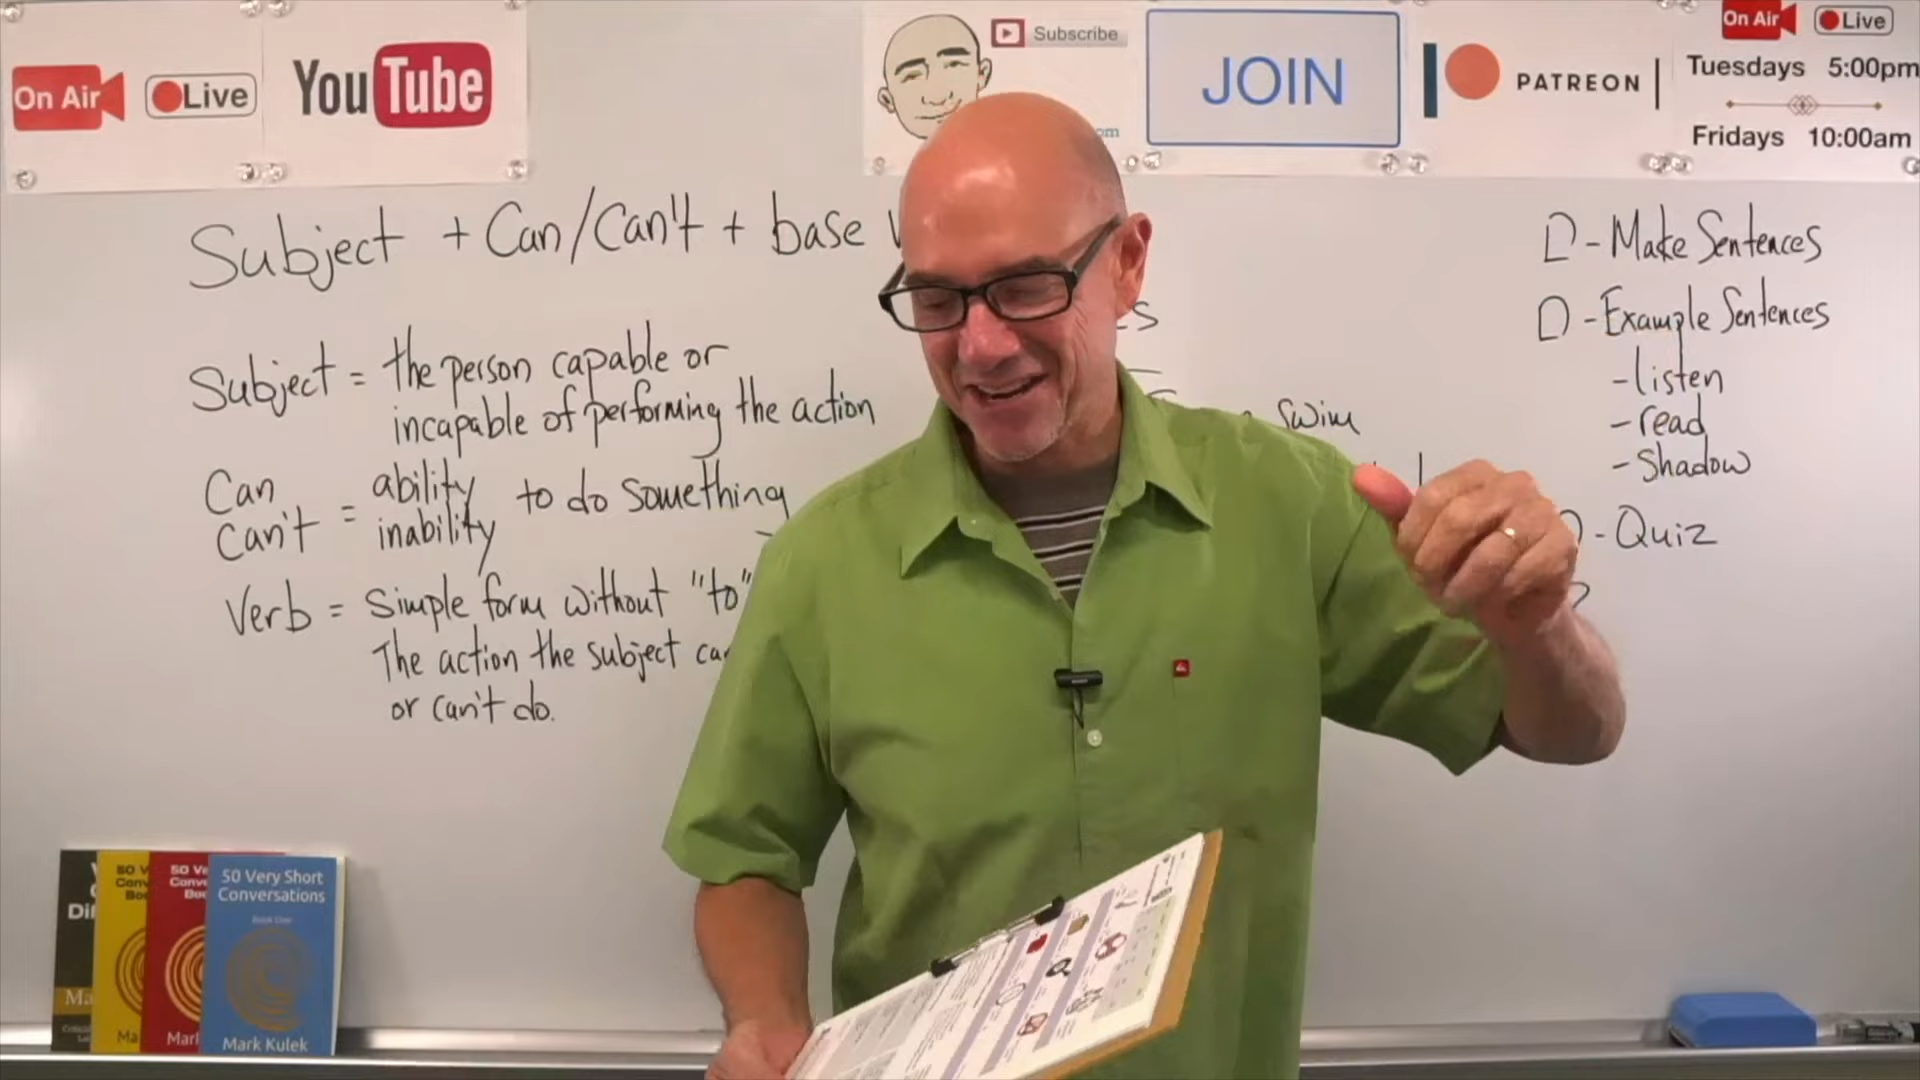 On Air
Live
YouTube
Subscribe
om
JOIN
PATREON
On Air
Live
Tuesdays 5:00pm
Fridays 10:00am
Subject + Can/Can't + base
Subject = the person capable or
incapable of performing the action
Can
Can't = ability
inability to do something
Verb = Simple form without "to"
The action the subject
or can't do.
Swim
- Make Sentences
- Example Sentences
- listen
- read
- Shadow
- Quiz
50 Very Short
Conversations
Book One
Mark Kulek